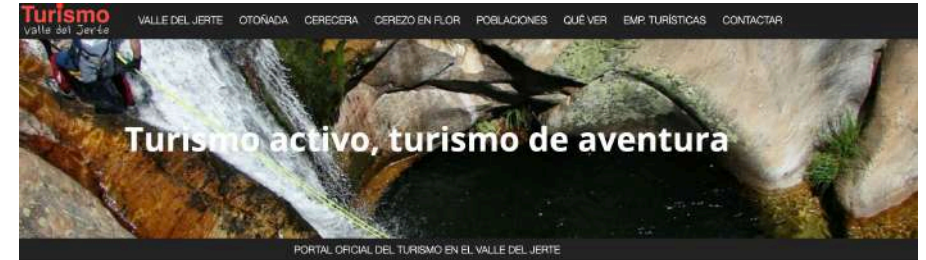 Turismo
Valle del Jerte
VALLE DEL JERTE OTOÑADA CERECERA CEREZO EN FLOR POBLACIONES QUÉ VER EMP. TURÍSTICAS CONTACTAR
Turismo activo, turismo de aventura
PORTAL OFICIAL DEL TURISMO EN EL VALLE DEL JERTE